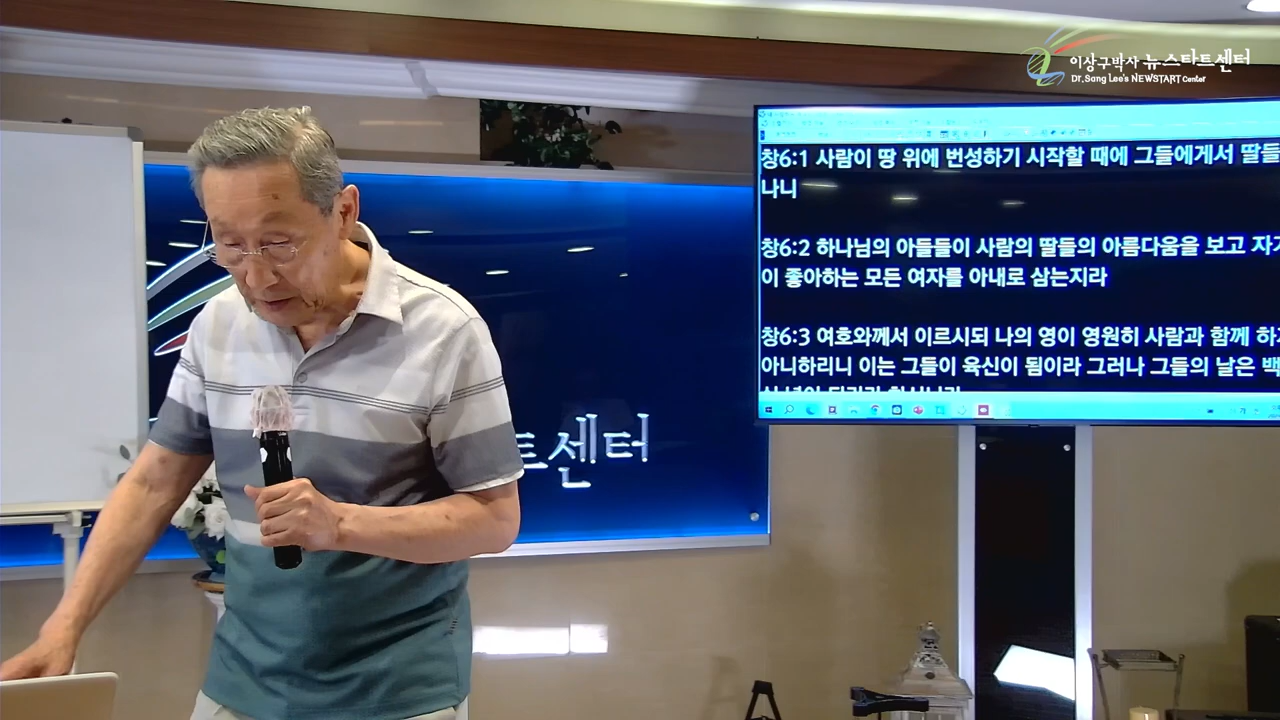 이상구박사 뉴스타트센터
Dr. Sang Lee's NEWSTART Center
창6:1 사람이 땅 위에 번성하기 시작할 때에 그들에게서 딸들
나니
창6:2 하나님의 아들들이 사람의 딸들의 아름다움을 보고 자기
이 좋아하는 모든 여자를 아내로 삼는지라
창6:3 여호와께서 이르시되 나의 영이 영원히 사람과 함께 하지
아니하리니 이는 그들이 육신이 됨이라 그러나 그들의 날은 백
트센터